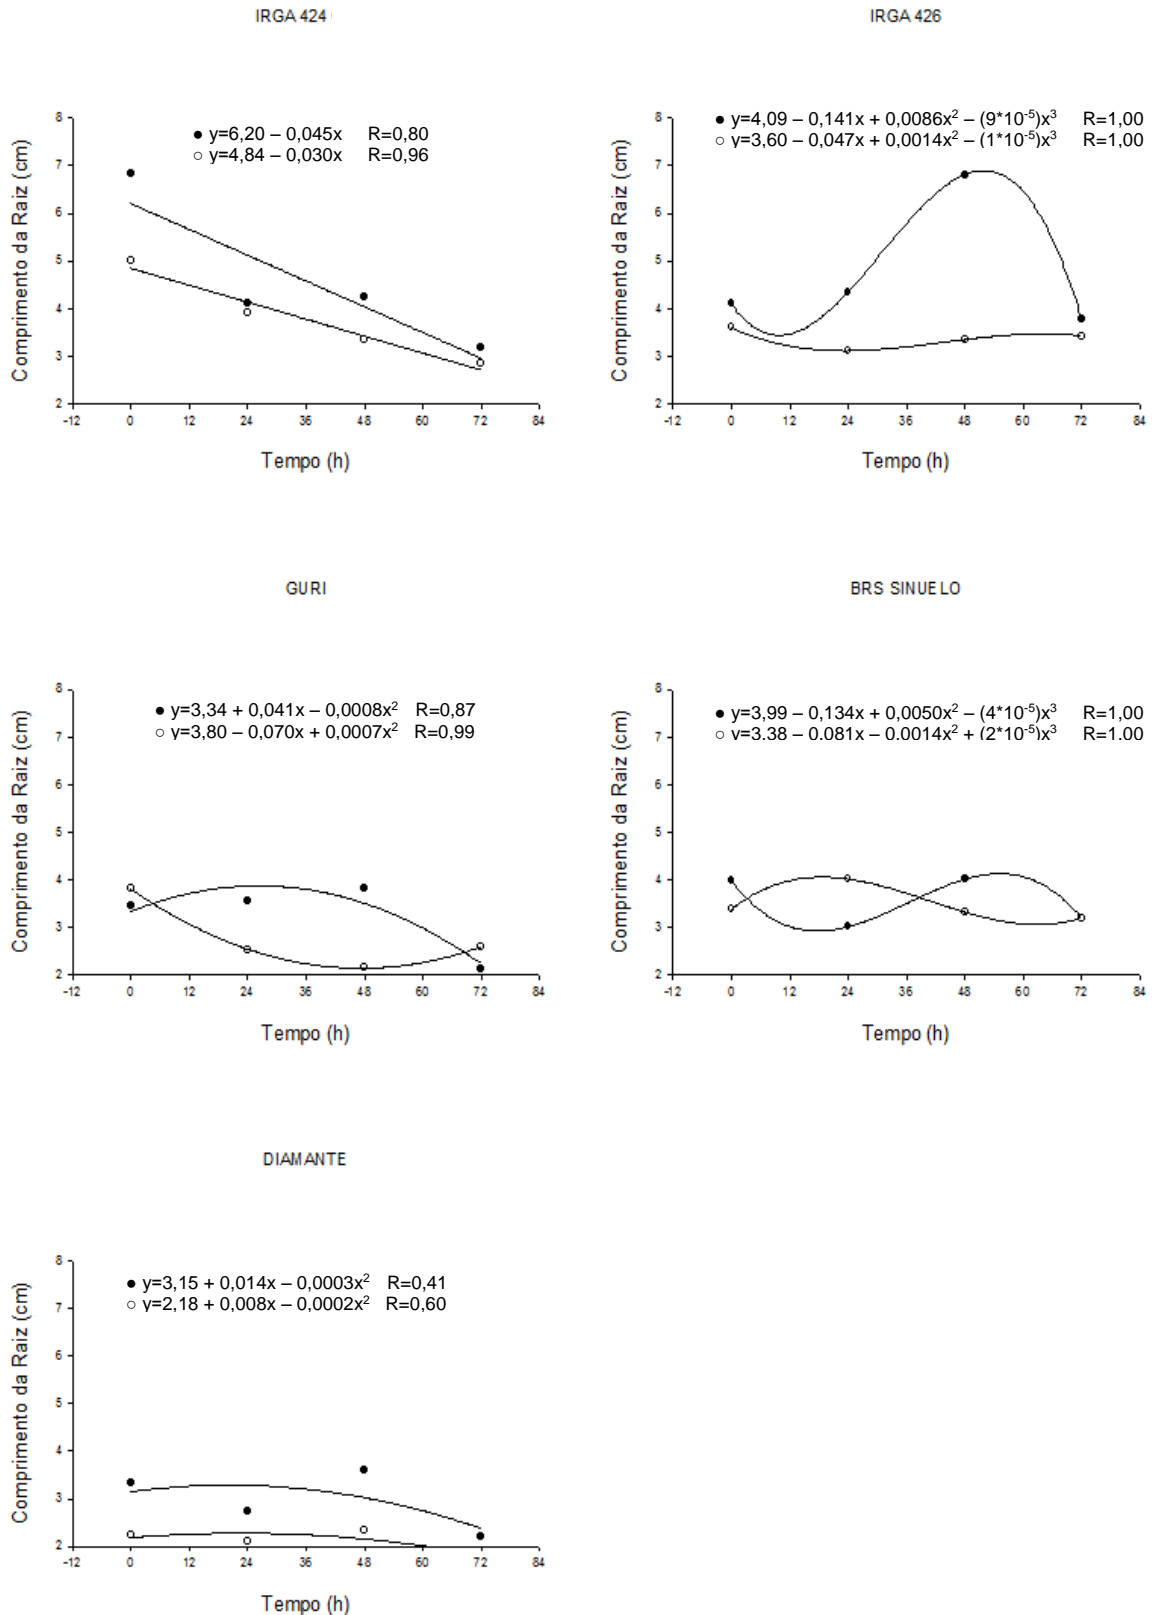 IRGA 424
IRGA 426
8
7
6
5
4
3
2
-12 0 12 24 36 48 60 72 84
Comprimento da Raiz (cm)
Tempo (h)
● y=6,20 – 0,045x R=0,80
○ y=4,84 – 0,030x R=0,96
8
7
6
5
4
3
2
-12 0 12 24 36 48 60 72 84
Comprimento da Raiz (cm)
Tempo (h)
● y=4,09 – 0,141x + 0,0086x² – (9*10⁻⁵)x³ R=1,00
○ y=3,60 – 0,047x + 0,0014x² – (1*10⁻⁵)x³ R=1,00
GURI
BRS SINUELO
8
7
6
5
4
3
2
-12 0 12 24 36 48 60 72 84
Comprimento da Raiz (cm)
Tempo (h)
● y=3,34 + 0,041x – 0,0008x² R=0,87
○ y=3,80 – 0,070x + 0,0007x² R=0,99
8
7
6
5
4
3
2
-12 0 12 24 36 48 60 72 84
Comprimento da Raiz (cm)
Tempo (h)
● y=3,99 – 0,134x + 0,0050x² – (4*10⁻⁵)x³ R=1,00
○ y=3.38 – 0.081x – 0.0014x² + (2*10⁻⁵)x³ R=1.00
DIAMANTE
8
7
6
5
4
3
2
-12 0 12 24 36 48 60 72 84
Comprimento da Raiz (cm)
Tempo (h)
● y=3,15 + 0,014x – 0,0003x² R=0,41
○ y=2,18 + 0,008x – 0,0002x² R=0,60